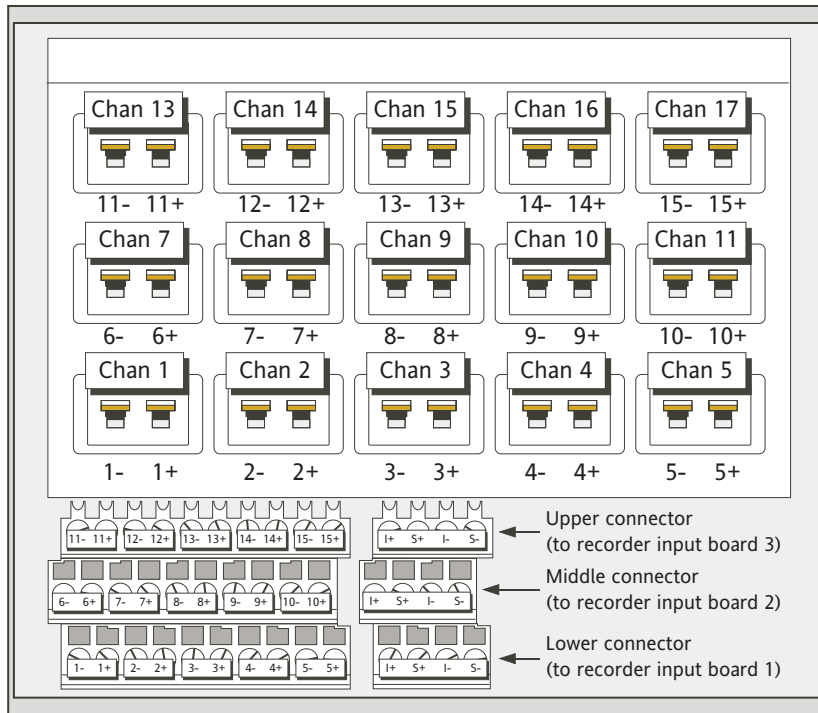 Chan 13 Chan 14 Chan 15 Chan 16 Chan 17
11- 11+ 12- 12+ 13- 13+ 14- 14+ 15- 15+
Chan 7 Chan 8 Chan 9 Chan 10 Chan 11
6- 6+ 7- 7+ 8- 8+ 9- 9+ 10- 10+
Chan 1 Chan 2 Chan 3 Chan 4 Chan 5
1- 1+ 2- 2+ 3- 3+ 4- 4+ 5- 5+
11- 11+ 12- 12+ 13- 13+ 14- 14+ 15- 15+ I+ S+ I- S-
Upper connector
(to recorder input board 3)
6- 6+ 7- 7+ 8- 8+ 9- 9+ 10- 10+ I+ S+ I- S-
Middle connector
(to recorder input board 2)
1- 1+ 2- 2+ 3- 3+ 4- 4+ 5- 5+ I+ S+ I- S-
Lower connector
(to recorder input board 1)